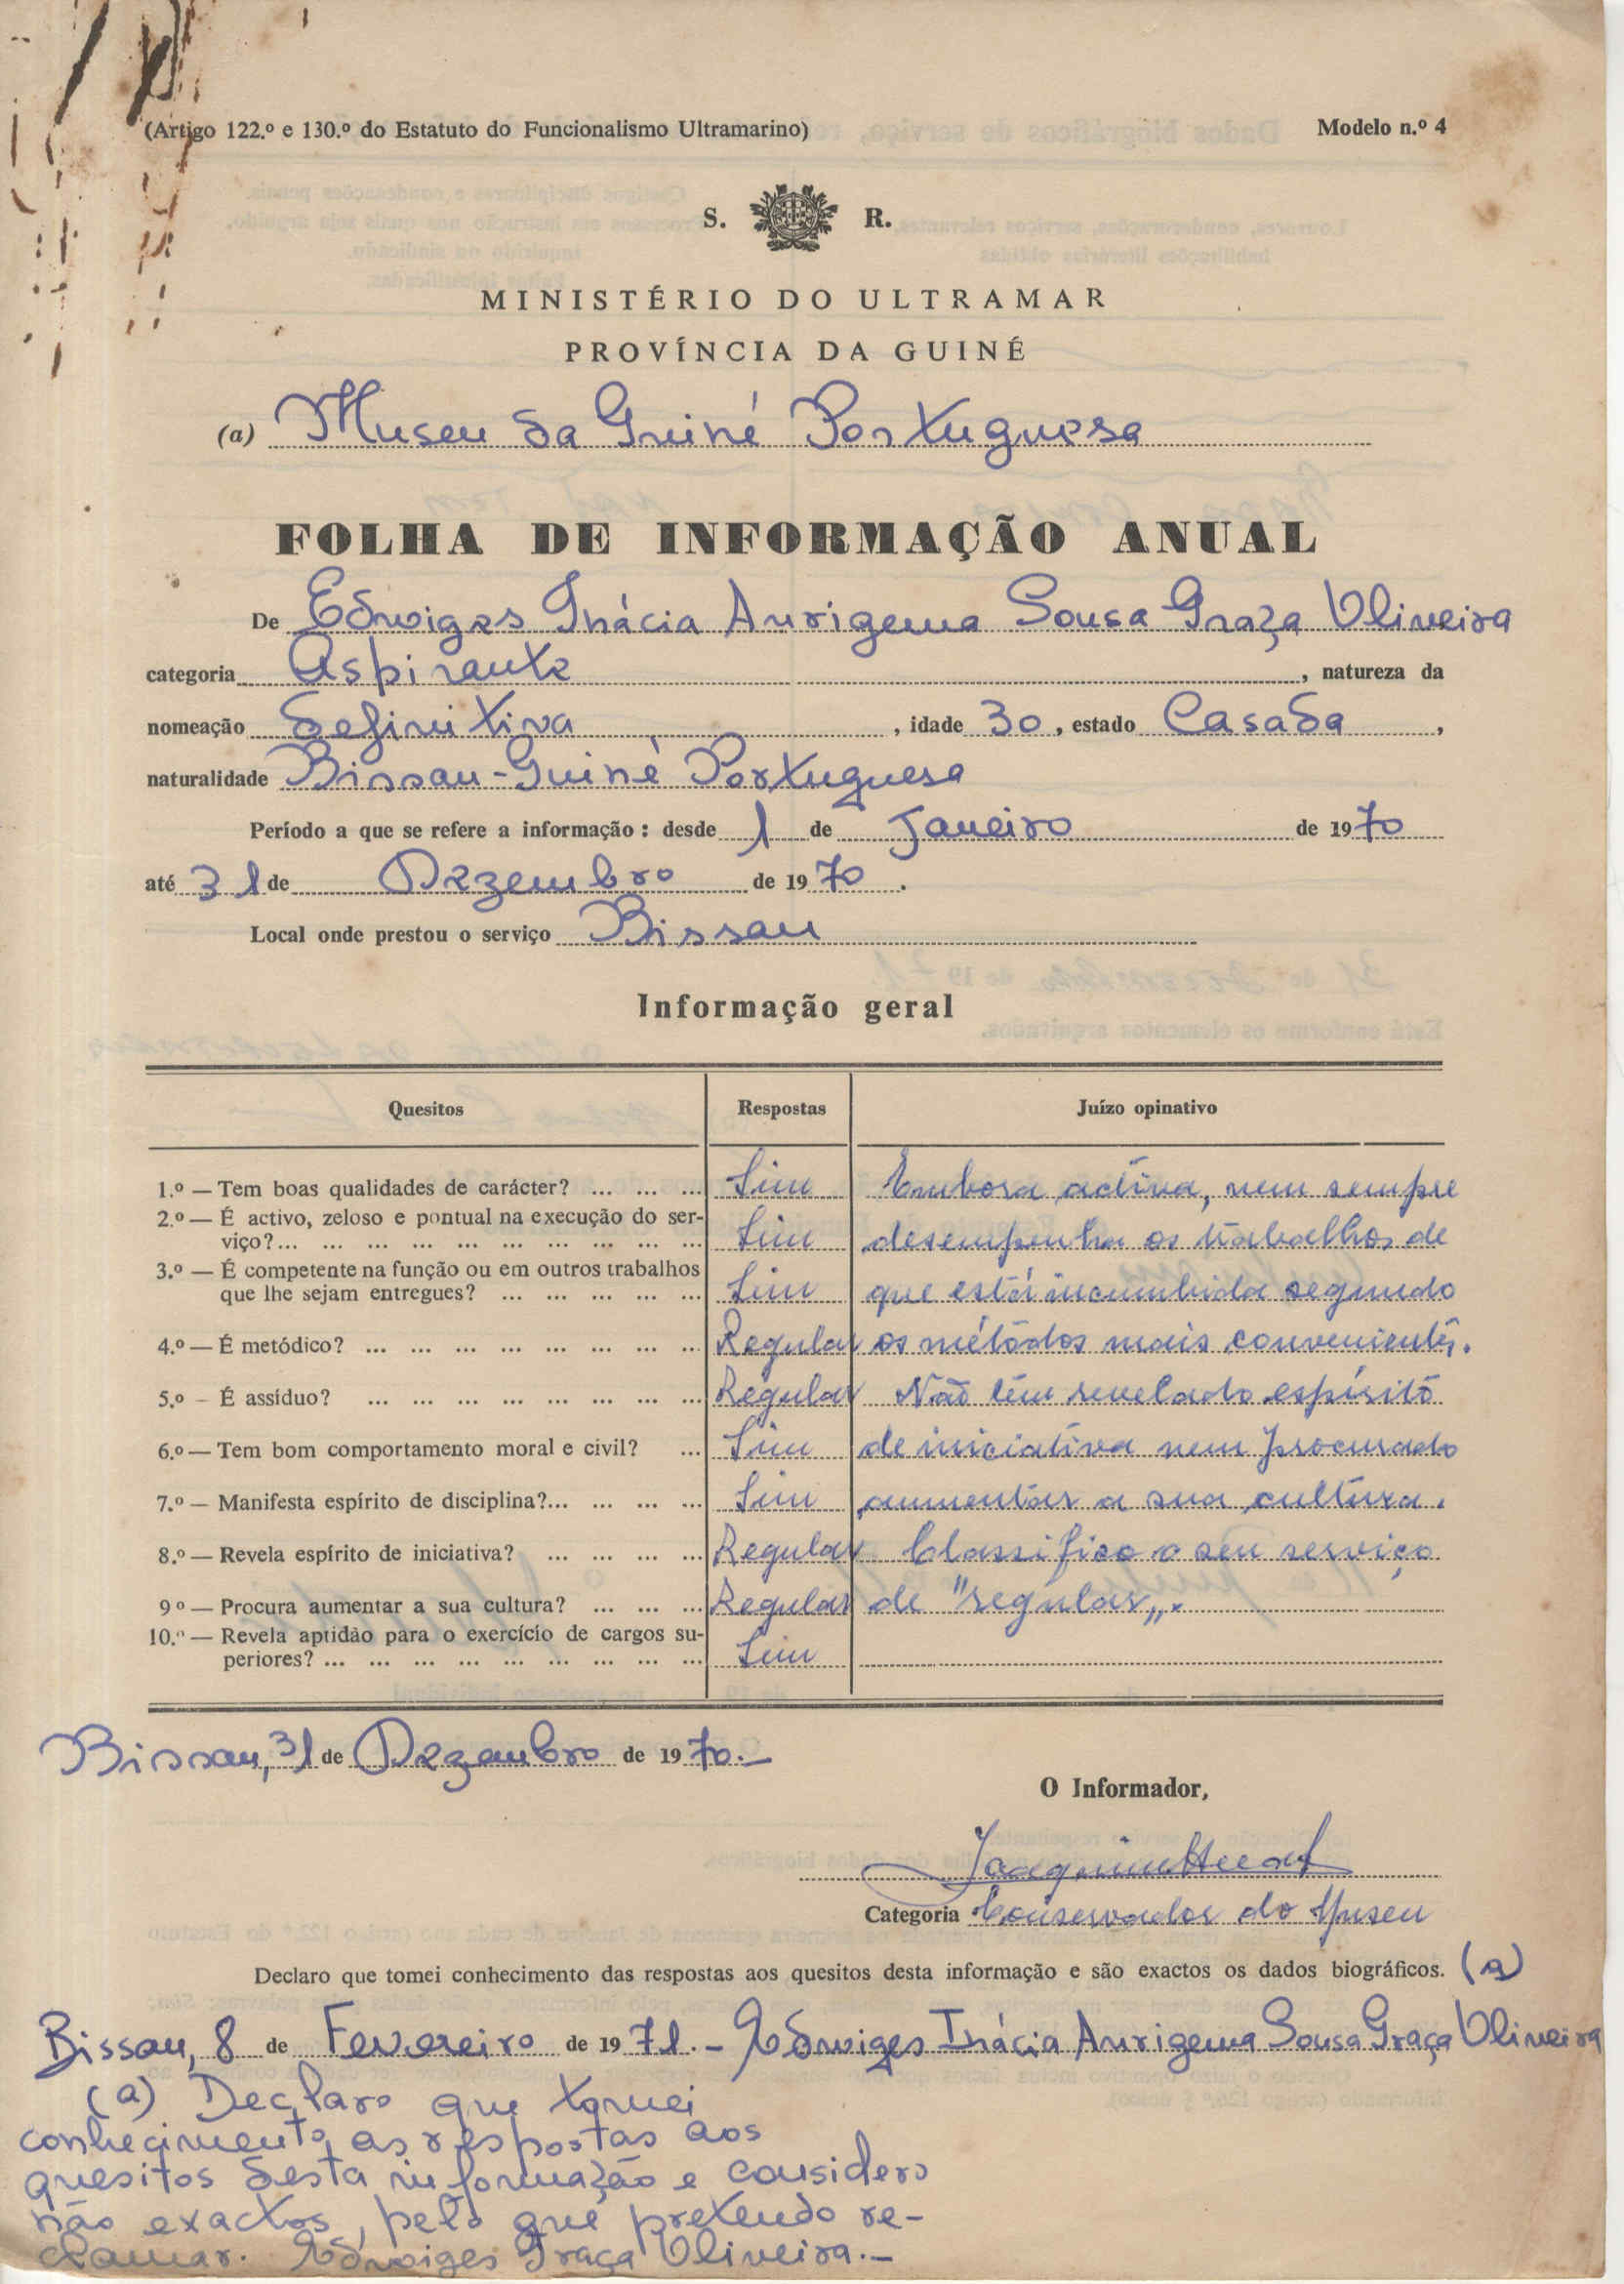 (Artigo 122.º e 130.º do Estatuto do Funcionalismo Ultramarino) Modelo n.º 4
S. R.
MINISTÉRIO DO ULTRAMAR
PROVÍNCIA DA GUINÉ
(a) Museu da Guiné Portuguesa
FOLHA DE INFORMAÇÃO ANUAL
De Edwiges Inácia Aurigema Sousa Graça Oliveira
categoria Aspirante, natureza da
nomeação definitiva, idade 30, estado Casada,
naturalidade Bissau-Guiné Portuguesa
Período a que se refere a informação: desde 1 de Janeiro de 1970
até 31 de Dezembro de 1970.
Local onde prestou o serviço Bissau
Informação geral
Quesitos Respostas Juízo opinativo
1.º — Tem boas qualidades de carácter? ... ... ... Sim Embora activa, nem sempre
2.º — É activo, zeloso e pontual na execução do ser-
viço?... ... ... ... ... ... ... ... ... ... Sim desempenha os trabalhos de
3.º — É competente na função ou em outros trabalhos
que lhe sejam entregues? ... ... ... ... ... Sim que está incumbida segundo
4.º — É metódico? ... ... ... ... ... ... ... ... Regular os métodos mais convenientes.
5.º - É assíduo? ... ... ... ... ... ... ... ... Regular Não têm revelado espírito
6.º — Tem bom comportamento moral e civil? ... Sim de iniciativa nem procurado
7.º — Manifesta espírito de disciplina?... ... ... ... Sim aumentar a sua cultura.
8.º — Revela espírito de iniciativa? ... ... ... ... Regular Classifico o seu serviço
9º — Procura aumentar a sua cultura? ... ... ... Regular de "regular„.
10.º — Revela aptidão para o exercício de cargos su-
periores? ... ... ... ... ... ... ... ... ... Sim
Bissau, 31 de Dezembro de 1970.—
O Informador,
Categoria Conservador do Museu
Declaro que tomei conhecimento das respostas aos quesitos desta informação e são exactos os dados biográficos. (a)
Bissau, 8 de Fevereiro de 1971. - Edwiges Inácia Aurigema Sousa Graça Oliveira
(a) Declaro que tomei
conhecimento as respostas aos
quesitos desta informação e considero
não exactos, pelo que pretendo re-
clamar. Edwiges Graça Oliveira.—